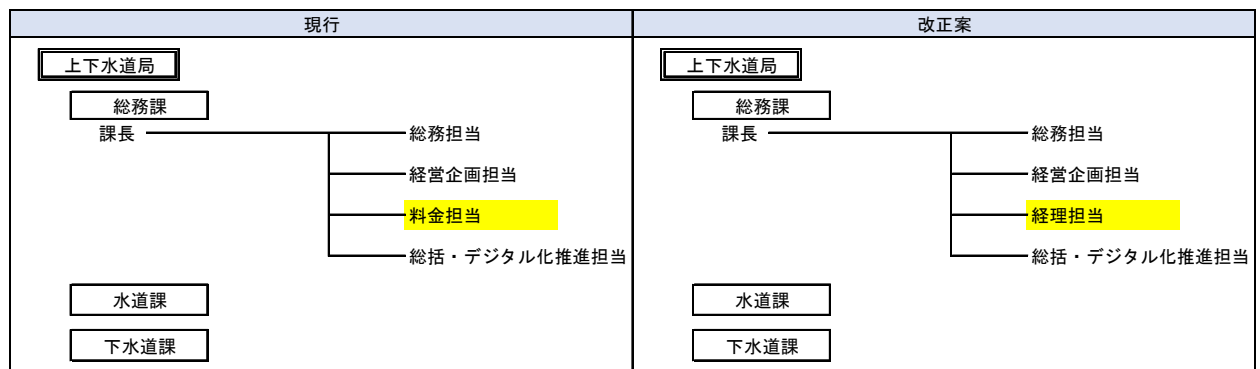 現行
上下水道局
総務課
課長
総務担当
経営企画担当
料金担当
総括・デジタル化推進担当
水道課
下水道課
改正案
上下水道局
総務課
課長
総務担当
経営企画担当
経理担当
総括・デジタル化推進担当
水道課
下水道課